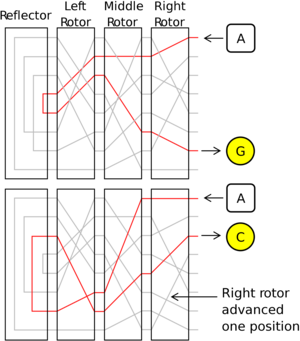 Reflector
Left
Rotor
Middle
Rotor
Right
Rotor
A
G
A
C
Right rotor
advanced
one position